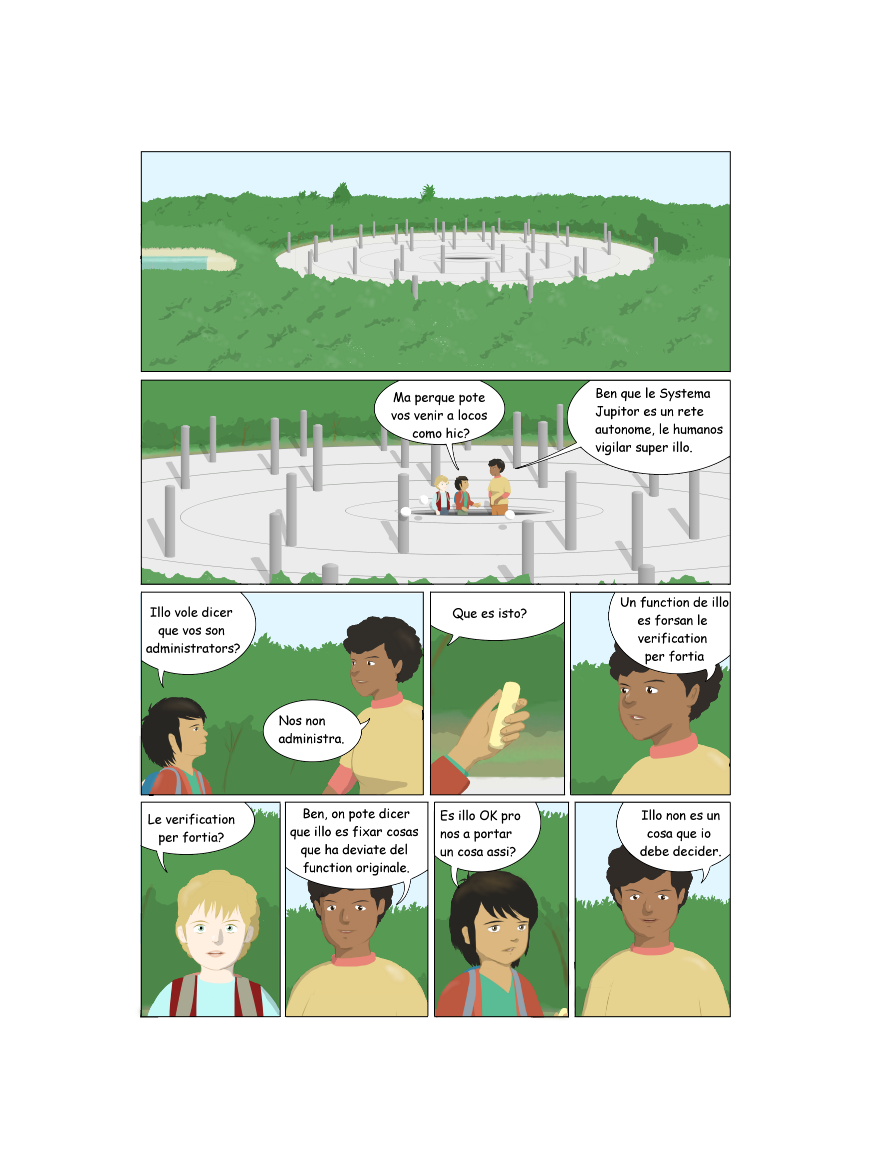 Ma perque pote
vos venir a locos
como hic?
Ben que le Systema
Jupitor es un rete
autonome, le humanos
vigilar super illo.
Illo vole dicer
que vos son
administrators?
Nos non
administra.
Que es isto?
Un function de illo
es forsan le
verification
per fortia
Le verification
per fortia?
Ben, on pote dicer
que illo es fixar cosas
que ha deviate del
function originale.
Es illo OK pro
nos a portar
un cosa assi?
Illo non es un
cosa que io
debe decider.